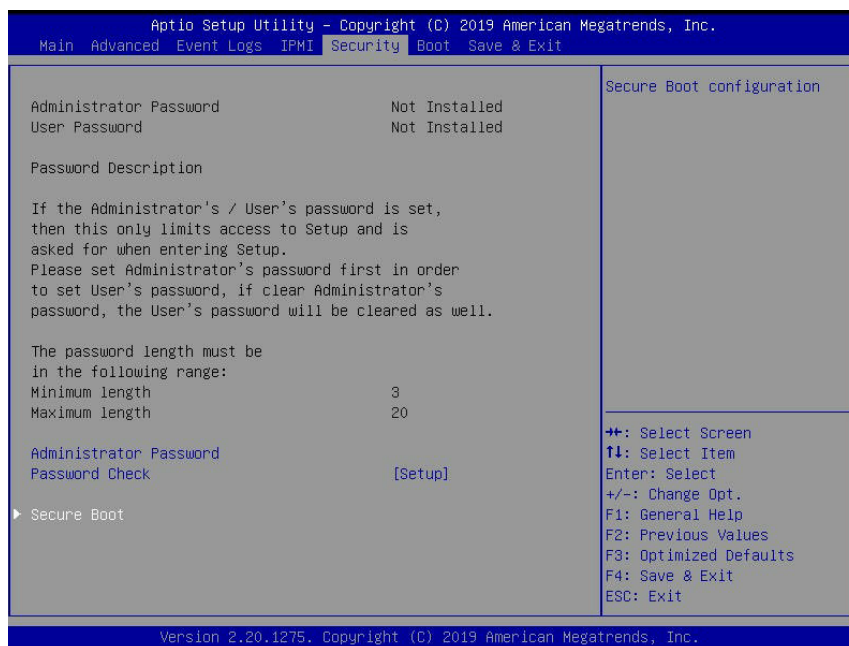 Aptio Setup Utility – Copyright (C) 2019 American Megatrends, Inc.
Main Advanced Event Logs IPMI Security Boot Save & Exit
Administrator Password Not Installed
User Password Not Installed
Password Description
If the Administrator's / User's password is set,
then this only limits access to Setup and is
asked for when entering Setup.
Please set Administrator's password first in order
to set User's password, if clear Administrator's
password, the User's password will be cleared as well.
The password length must be
in the following range:
Minimum length 3
Maximum length 20
Administrator Password
Password Check [Setup]
Secure Boot
Secure Boot configuration
→←: Select Screen
↑↓: Select Item
Enter: Select
+/-: Change Opt.
F1: General Help
F2: Previous Values
F3: Optimized Defaults
F4: Save & Exit
ESC: Exit
Version 2.20.1275. Copyright (C) 2019 American Megatrends, Inc.